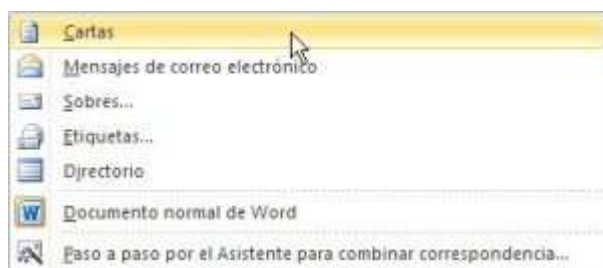 Cartas
Mensajes de correo electrónico
Sobres...
Etiquetas...
Directorio
Documento normal de Word
Paso a paso por el Asistente para combinar correspondencia...